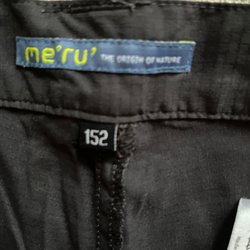 me°ru' THE ORIGIN OF NATURE
152